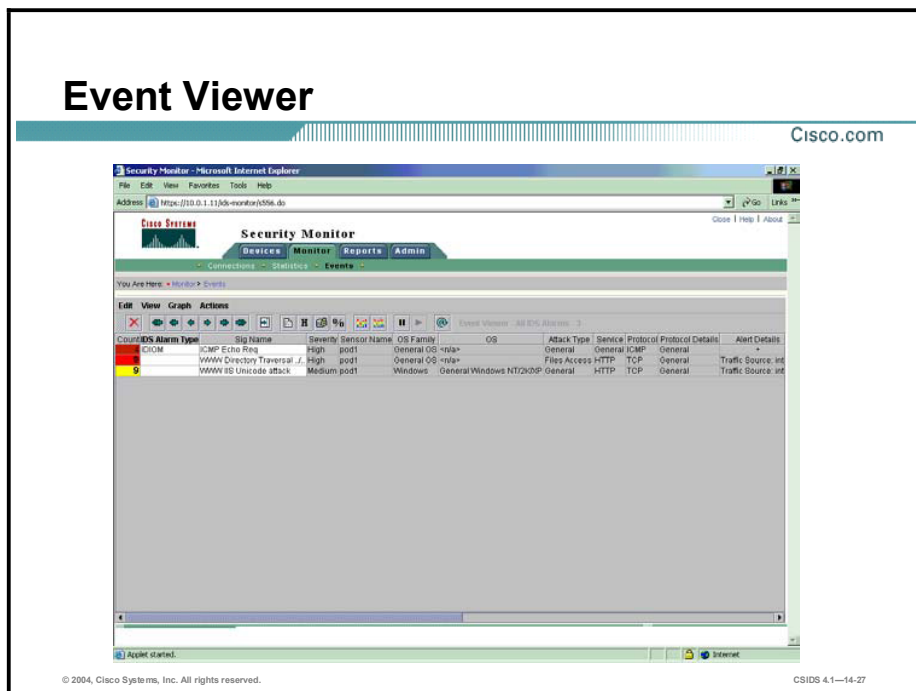 Event Viewer
Cisco.com
Security Monitor - Microsoft Internet Explorer
File Edit View Favorites Tools Help
Address https://10.0.1.11/ids-monitor/s556.do Go Links
Close | Help | About
CISCO SYSTEMS
Security Monitor
Devices Monitor Reports Admin
Connections Statistics Events
You Are Here: Monitor > Events
Edit View Graph Actions
Event Viewer - All IDS Alarms - 3
Count IDS Alarm Type Sig Name Severity Sensor Name OS Family OS Attack Type Service Protocol Protocol Details Alert Details
ICMP Echo Req High pod1 General OS <n/a> General General ICMP General +
WWW Directory Traversal ../.. High pod1 General OS <n/a> Files Access HTTP TCP General Traffic Source: int
9 WWW IIS Unicode attack Medium pod1 Windows General Windows NT/2K/XP General HTTP TCP General Traffic Source: int
Applet started. Internet
© 2004, Cisco Systems, Inc. All rights reserved. CSIDS 4.1—14-27